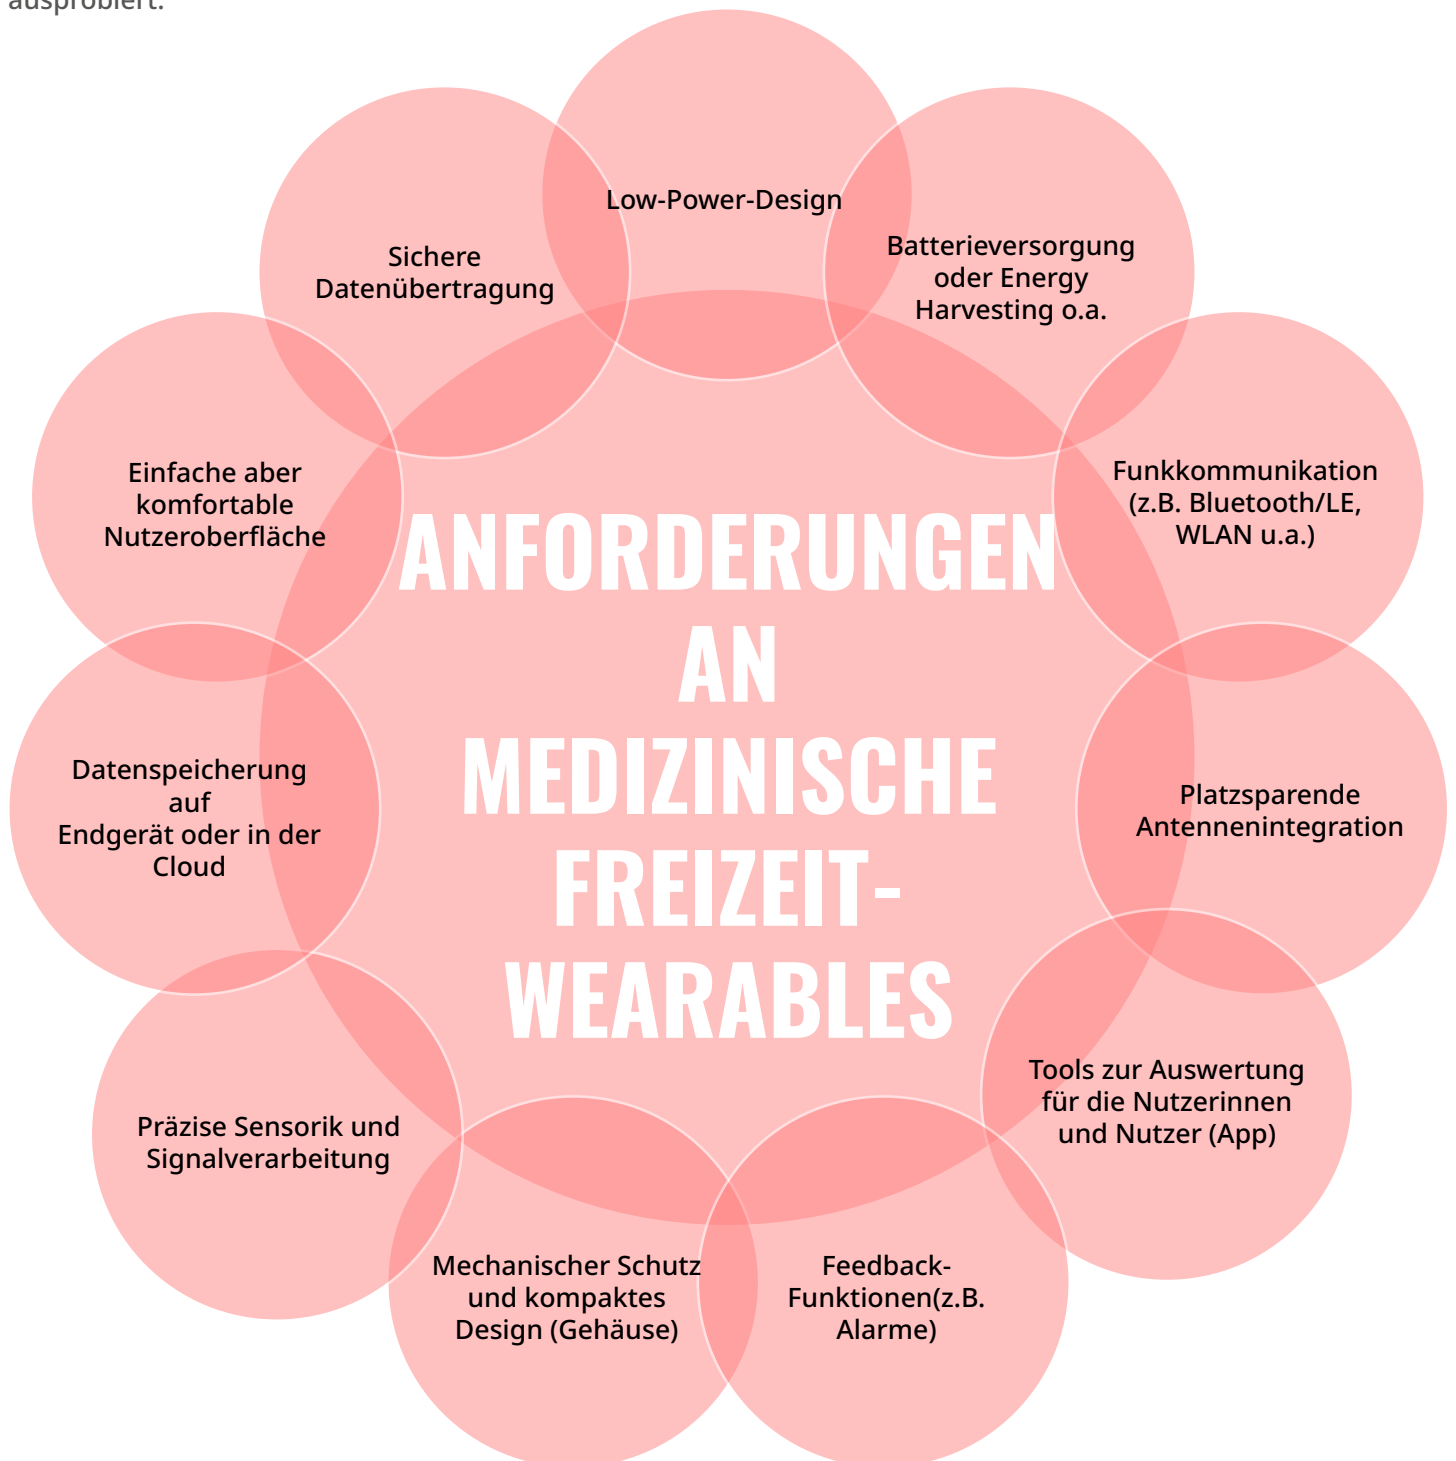 ausprobiert.
Low-Power-Design
Batterieversorgung
oder Energy
Harvesting o.a.
Funkkommunikation
(z.B. Bluetooth/LE,
WLAN u.a.)
Platzsparende
Antennenintegration
Tools zur Auswertung
für die Nutzerinnen
und Nutzer (App)
Feedback-
Funktionen(z.B.
Alarme)
Mechanischer Schutz
und kompaktes
Design (Gehäuse)
Präzise Sensorik und
Signalverarbeitung
Datenspeicherung
auf
Endgerät oder in der
Cloud
Einfache aber
komfortable
Nutzeroberfläche
Sichere
Datenübertragung
ANFORDERUNGEN
AN
MEDIZINISCHE
FREIZEIT-
WEARABLES